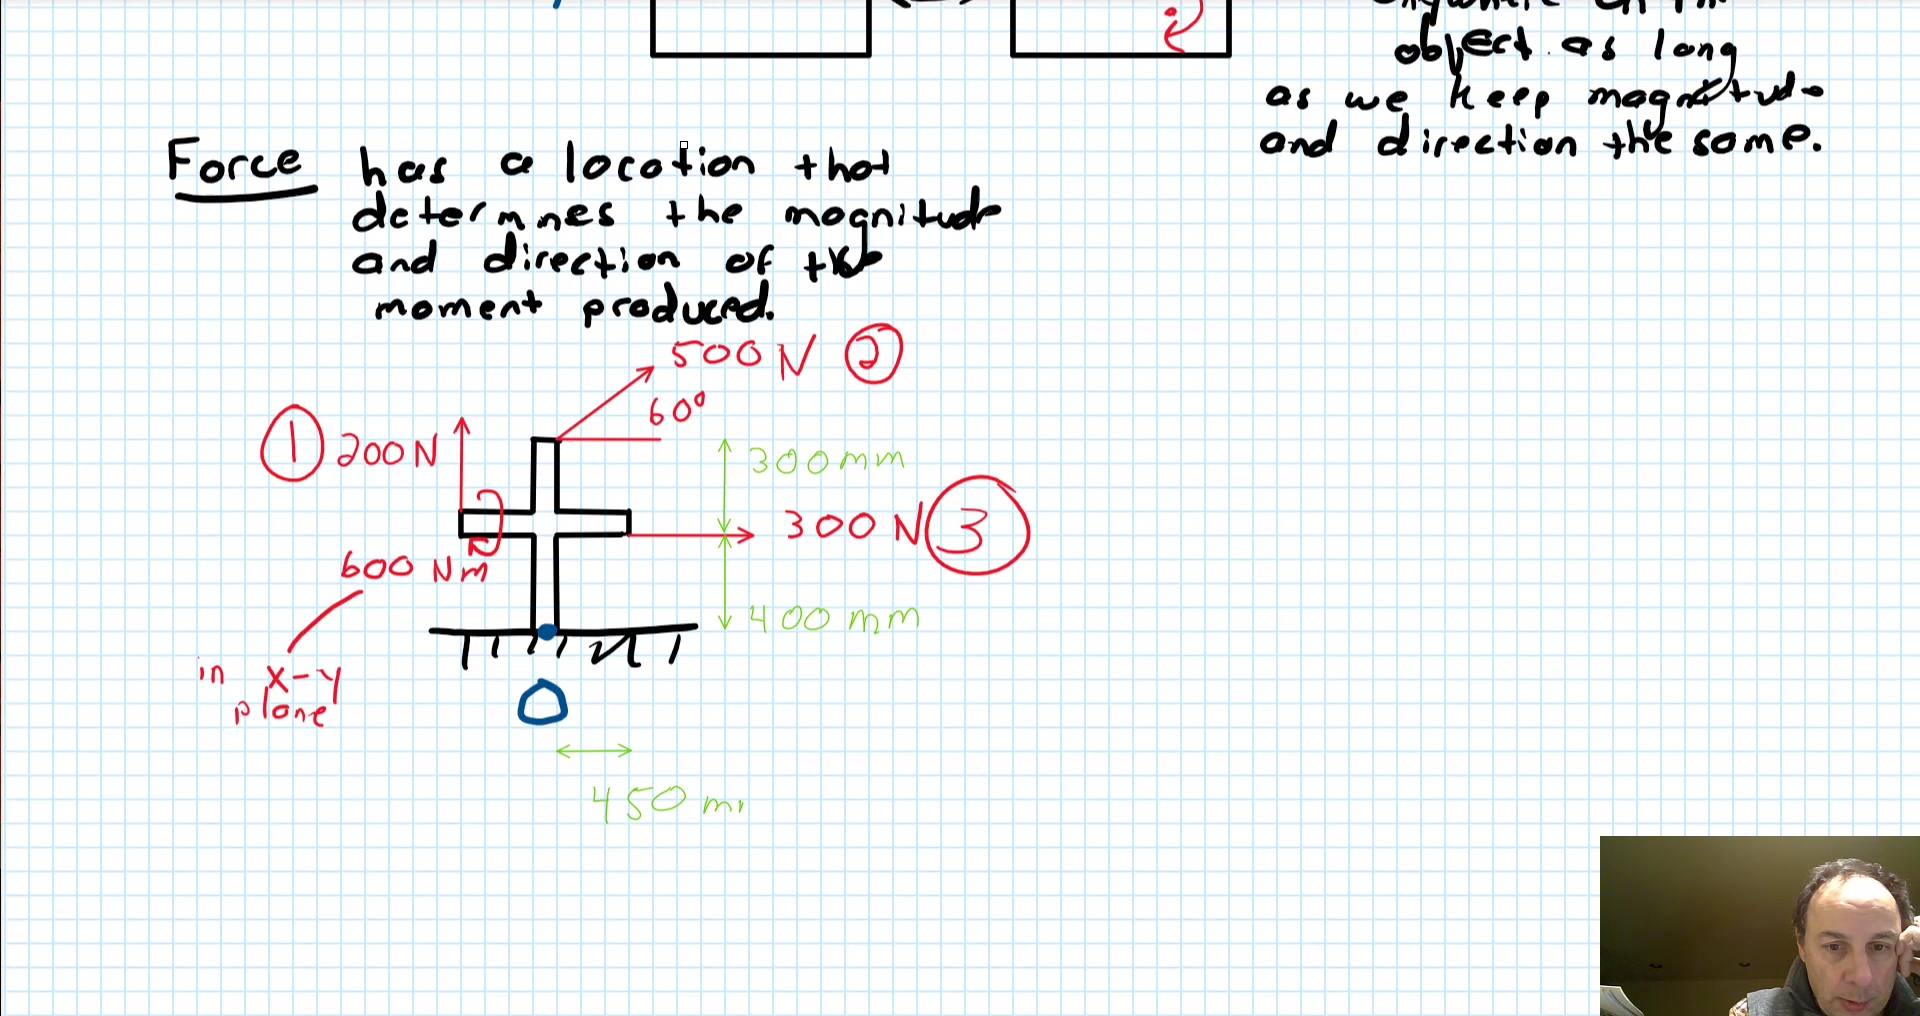 object as long
as we keep magnitude
and direction the same.
Force has a location that
determines the magnitude
and direction of the
moment produced.
500 N 2
60°
1 200 N
300 mm
300 N 3
600 Nm
400 mm
in x-y
plane
O
450 m